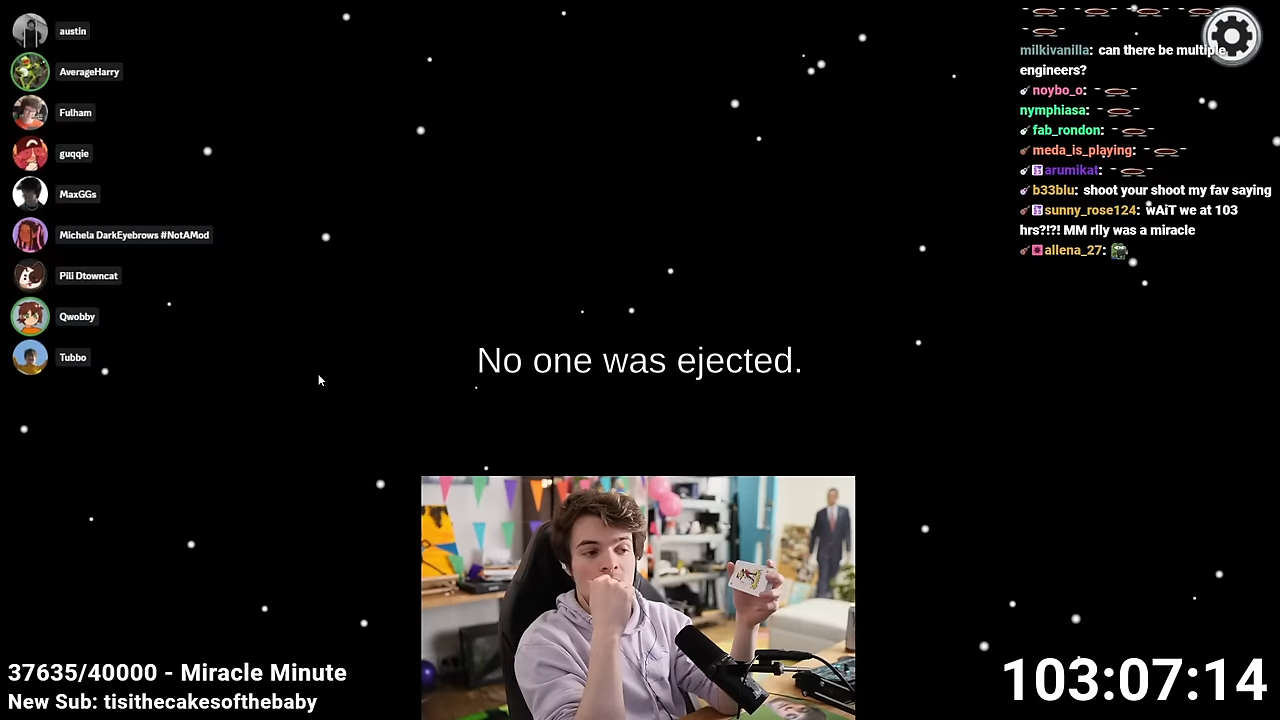 austin
AverageHarry
Fulham
guqqie
MaxGGs
Michela DarkEyebrows #NotAMod
Pili Dtowncat
Qwobby
Tubbo
milkivanilla: can there be multiple
engineers?
noybo_o:
nymphiasa:
fab_rondon:
meda_is_playing:
arumikat:
b33blu: shoot your shoot my fav saying
sunny_rose124: wAiT we at 103
hrs?!?! MM rlly was a miracle
allena_27:
No one was ejected.
37635/40000 - Miracle Minute
New Sub: tisithecakesofthebaby
103:07:14